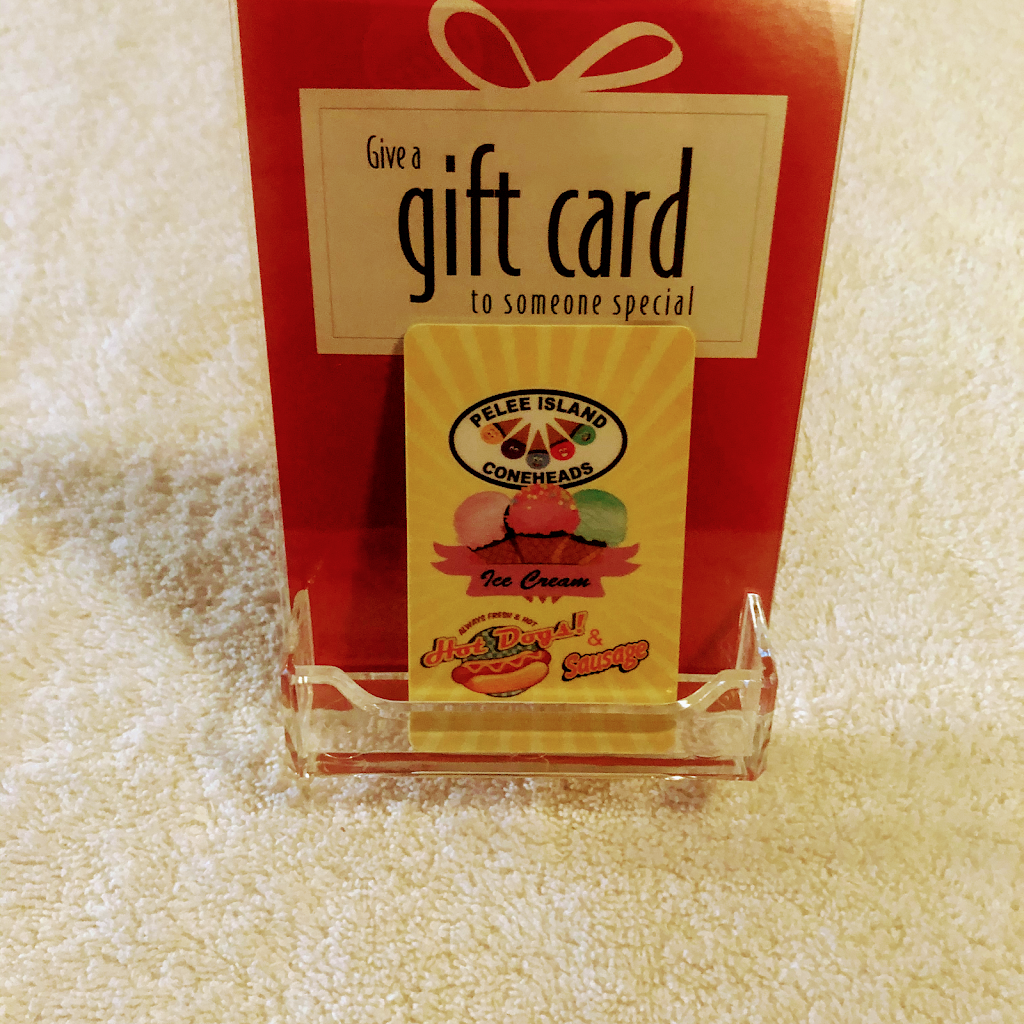 Give a
gift card
to someone special
PELEE ISLAND
CONEHEADS
Ice Cream
ALWAYS FRESH & HOT
Hot Dogs!
&
Sausage